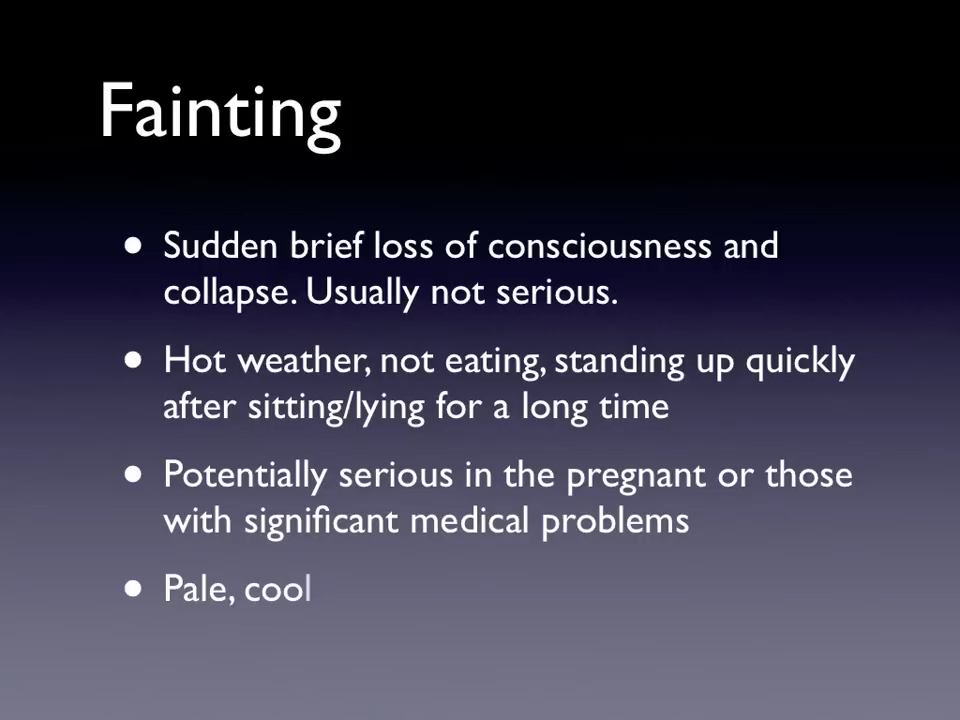 Fainting
• Sudden brief loss of consciousness and
collapse. Usually not serious.
• Hot weather, not eating, standing up quickly
after sitting/lying for a long time
• Potentially serious in the pregnant or those
with significant medical problems
• Pale, cool